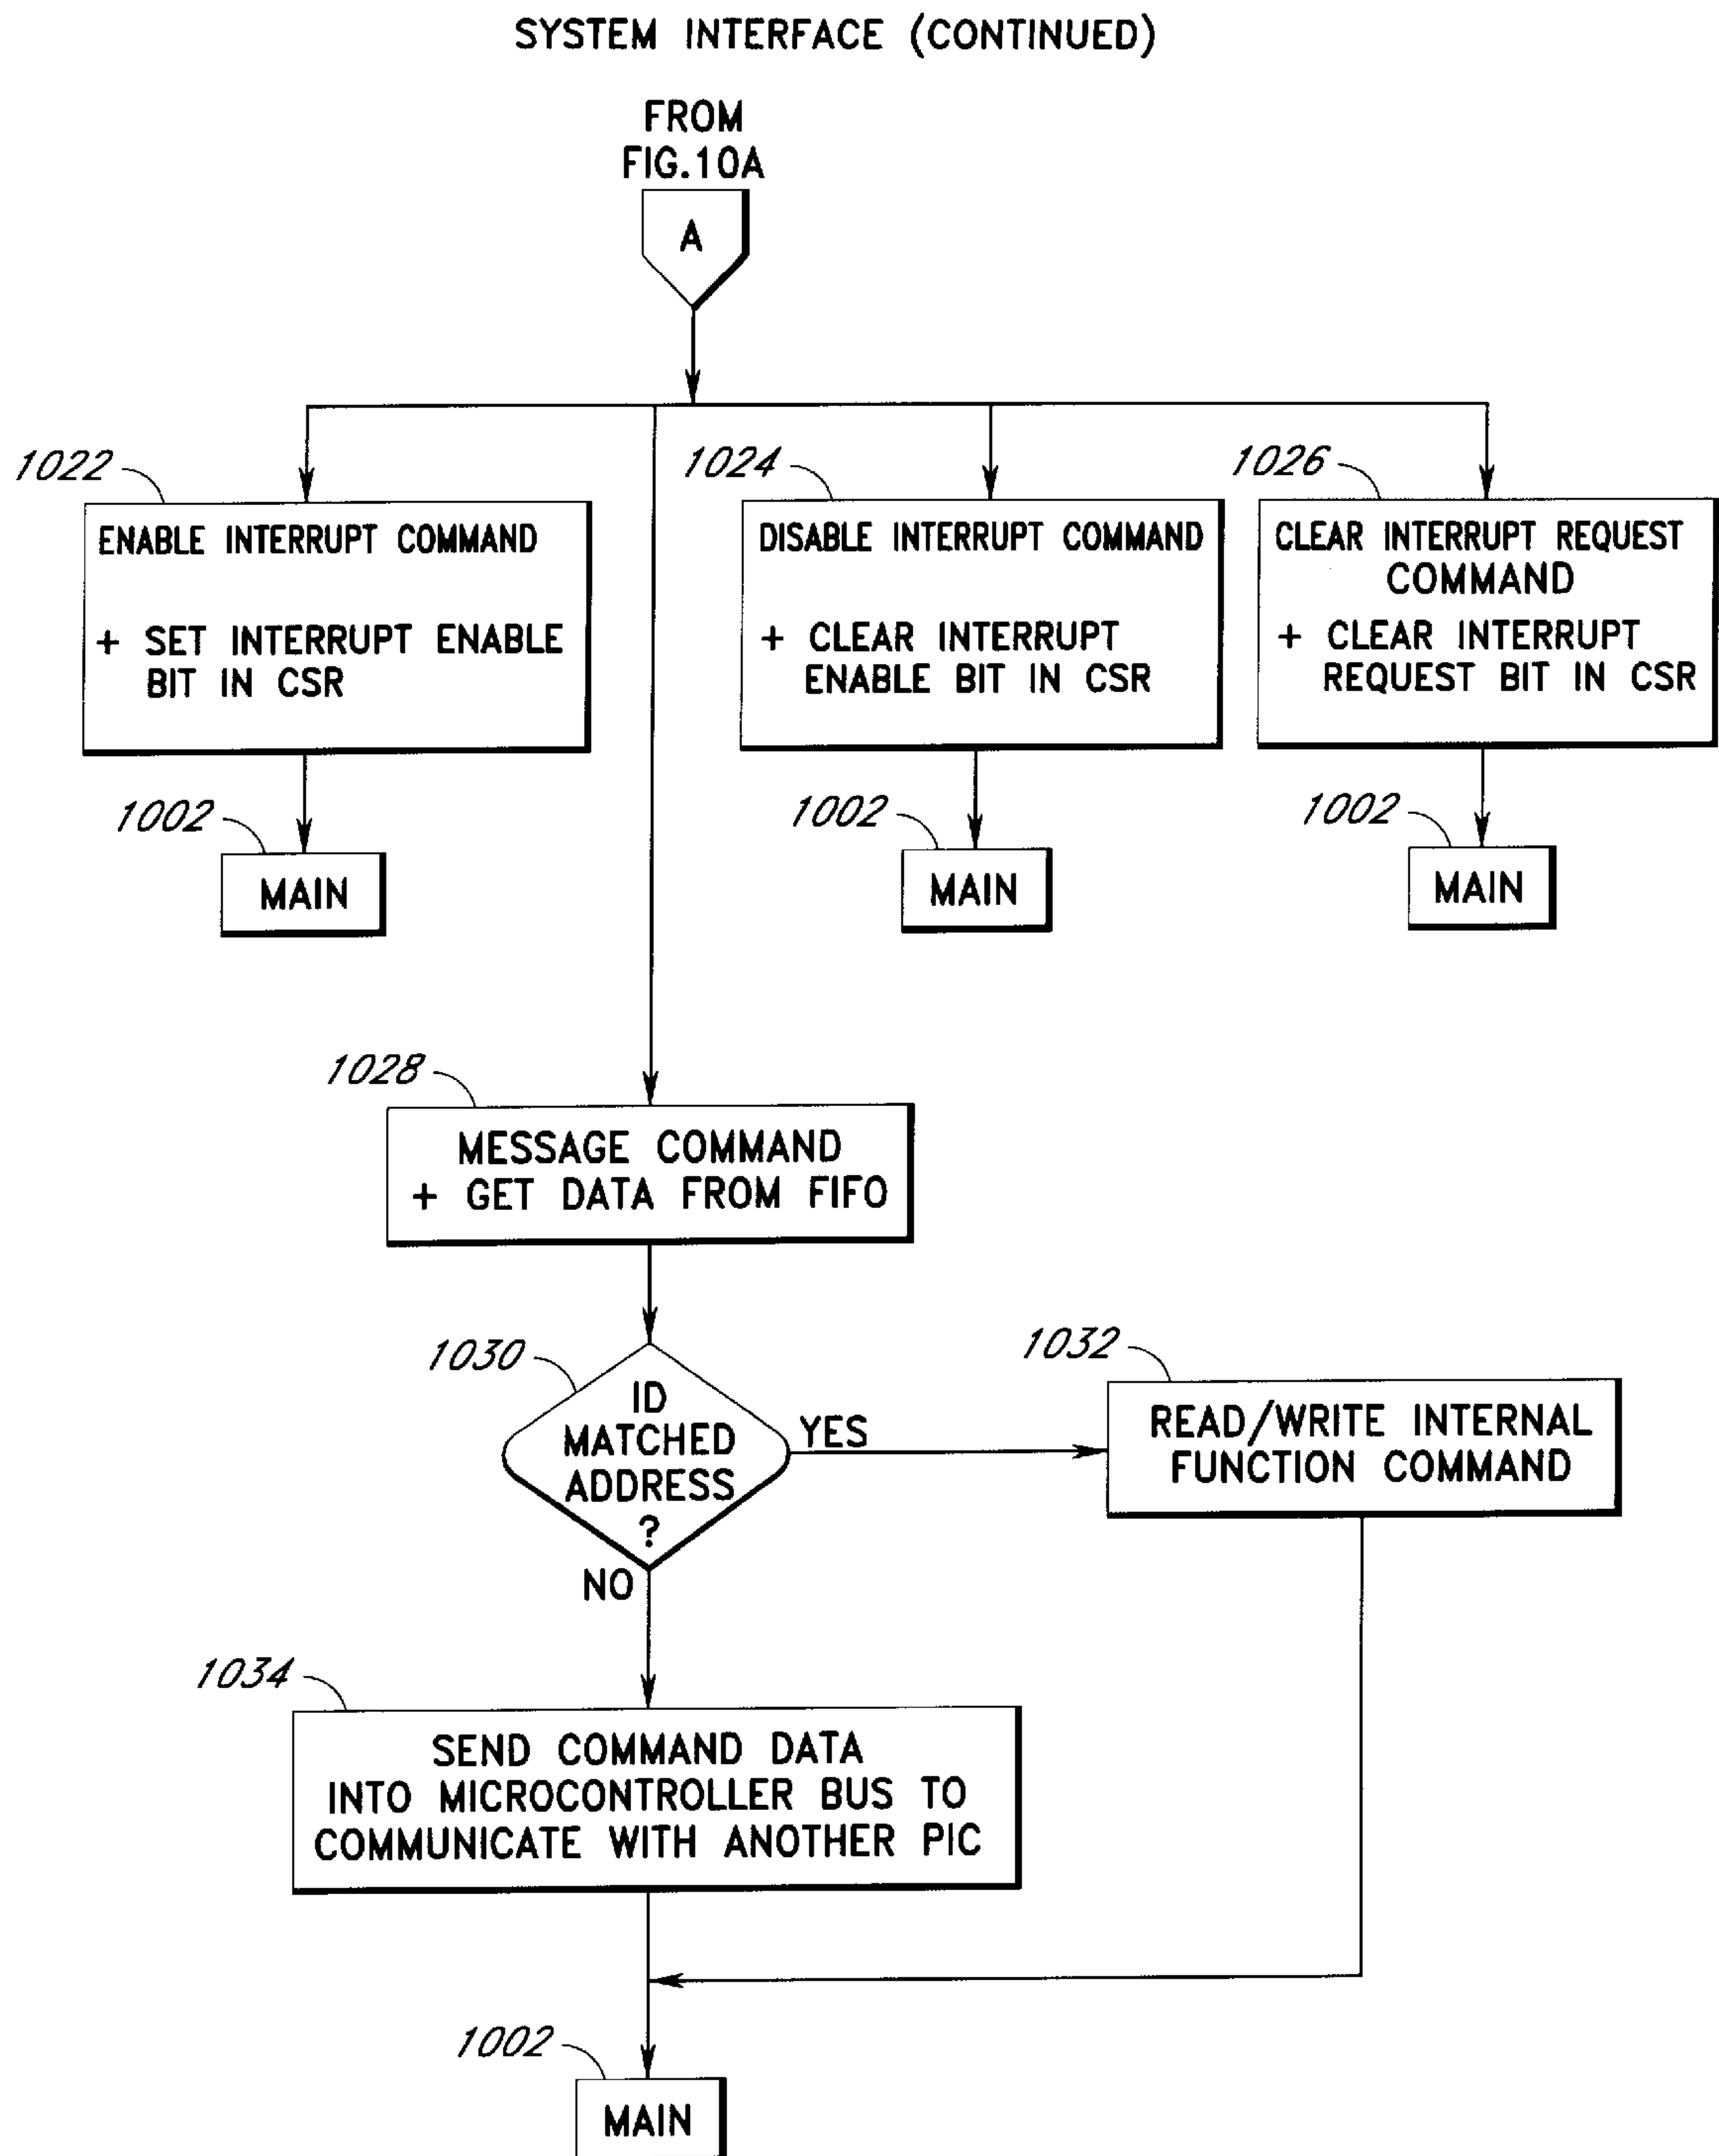 SYSTEM INTERFACE (CONTINUED)
FROM
FIG.10A
A
1022
ENABLE INTERRUPT COMMAND
+ SET INTERRUPT ENABLE
BIT IN CSR
1002
MAIN
1024
DISABLE INTERRUPT COMMAND
+ CLEAR INTERRUPT
ENABLE BIT IN CSR
1002
MAIN
1026
CLEAR INTERRUPT REQUEST
COMMAND
+ CLEAR INTERRUPT
REQUEST BIT IN CSR
1002
MAIN
1028
MESSAGE COMMAND
+ GET DATA FROM FIFO
1030
ID
MATCHED
ADDRESS
?
YES
NO
1032
READ/WRITE INTERNAL
FUNCTION COMMAND
1034
SEND COMMAND DATA
INTO MICROCONTROLLER BUS TO
COMMUNICATE WITH ANOTHER PIC
1002
MAIN